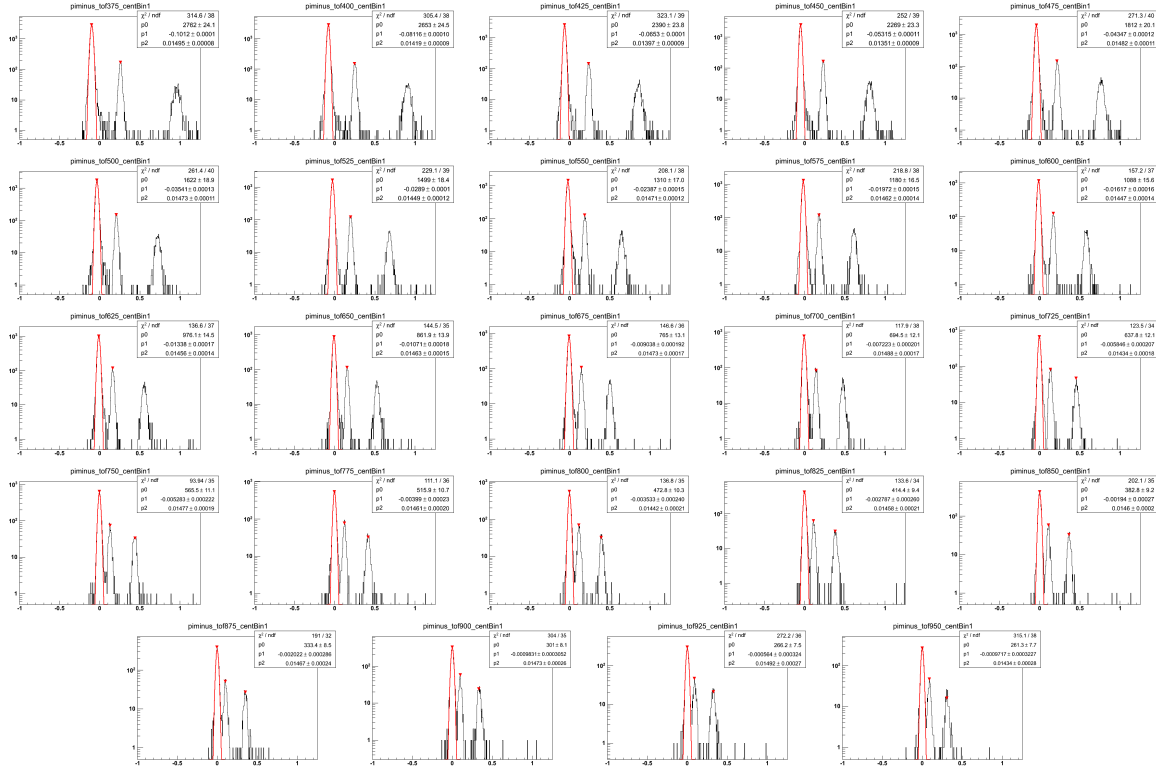 piminus_tof375_centBin1
χ² / ndf 314.6 / 38
p0 2762 ± 24.1
p1 -0.1012 ± 0.0001
p2 0.01495 ± 0.00008
piminus_tof400_centBin1
χ² / ndf 305.4 / 38
p0 2653 ± 24.5
p1 -0.08116 ± 0.00010
p2 0.01419 ± 0.00009
piminus_tof425_centBin1
χ² / ndf 323.1 / 39
p0 2390 ± 23.8
p1 -0.0653 ± 0.0001
p2 0.01397 ± 0.00009
piminus_tof450_centBin1
χ² / ndf 252 / 39
p0 2269 ± 23.3
p1 -0.05315 ± 0.00011
p2 0.01351 ± 0.00009
piminus_tof475_centBin1
χ² / ndf 271.3 / 40
p0 1812 ± 20.1
p1 -0.04347 ± 0.00012
p2 0.01482 ± 0.00011
piminus_tof500_centBin1
χ² / ndf 261.4 / 40
p0 1622 ± 18.9
p1 -0.03541 ± 0.00013
p2 0.01473 ± 0.00011
piminus_tof525_centBin1
χ² / ndf 229.1 / 39
p0 1499 ± 18.4
p1 -0.0289 ± 0.0001
p2 0.01449 ± 0.00012
piminus_tof550_centBin1
χ² / ndf 208.1 / 38
p0 1310 ± 17.0
p1 -0.02387 ± 0.00015
p2 0.01471 ± 0.00012
piminus_tof575_centBin1
χ² / ndf 218.8 / 38
p0 1180 ± 16.5
p1 -0.01972 ± 0.00015
p2 0.01462 ± 0.00014
piminus_tof600_centBin1
χ² / ndf 157.2 / 37
p0 1088 ± 15.6
p1 -0.01617 ± 0.00016
p2 0.01447 ± 0.00014
piminus_tof625_centBin1
χ² / ndf 136.6 / 37
p0 976.1 ± 14.5
p1 -0.01338 ± 0.00017
p2 0.01456 ± 0.00014
piminus_tof650_centBin1
χ² / ndf 144.5 / 35
p0 861.9 ± 13.9
p1 -0.01071 ± 0.00018
p2 0.01463 ± 0.00015
piminus_tof675_centBin1
χ² / ndf 146.6 / 36
p0 765 ± 13.1
p1 -0.009038 ± 0.000192
p2 0.01473 ± 0.00017
piminus_tof700_centBin1
χ² / ndf 117.9 / 38
p0 694.5 ± 12.1
p1 -0.007223 ± 0.000201
p2 0.01488 ± 0.00017
piminus_tof725_centBin1
χ² / ndf 123.5 / 34
p0 637.8 ± 12.1
p1 -0.005846 ± 0.000207
p2 0.01434 ± 0.00018
piminus_tof750_centBin1
χ² / ndf 93.94 / 35
p0 565.5 ± 11.1
p1 -0.005283 ± 0.000222
p2 0.01477 ± 0.00019
piminus_tof775_centBin1
χ² / ndf 111.1 / 36
p0 515.9 ± 10.7
p1 -0.00399 ± 0.00023
p2 0.01461 ± 0.00020
piminus_tof800_centBin1
χ² / ndf 136.8 / 35
p0 472.8 ± 10.3
p1 -0.003533 ± 0.000240
p2 0.01442 ± 0.00021
piminus_tof825_centBin1
χ² / ndf 133.6 / 34
p0 414.4 ± 9.4
p1 -0.002787 ± 0.000260
p2 0.01458 ± 0.00021
piminus_tof850_centBin1
χ² / ndf 202.1 / 35
p0 382.8 ± 9.2
p1 -0.00194 ± 0.00027
p2 0.0146 ± 0.0002
piminus_tof875_centBin1
χ² / ndf 191 / 32
p0 333.4 ± 8.5
p1 -0.002022 ± 0.000286
p2 0.01467 ± 0.00024
piminus_tof900_centBin1
χ² / ndf 304 / 35
p0 301 ± 8.1
p1 -0.0009831 ± 0.0003052
p2 0.01473 ± 0.00026
piminus_tof925_centBin1
χ² / ndf 272.2 / 36
p0 266.2 ± 7.5
p1 -0.000564 ± 0.000324
p2 0.01492 ± 0.00027
piminus_tof950_centBin1
χ² / ndf 315.1 / 38
p0 261.3 ± 7.7
p1 -0.0009717 ± 0.0003227
p2 0.01434 ± 0.00028